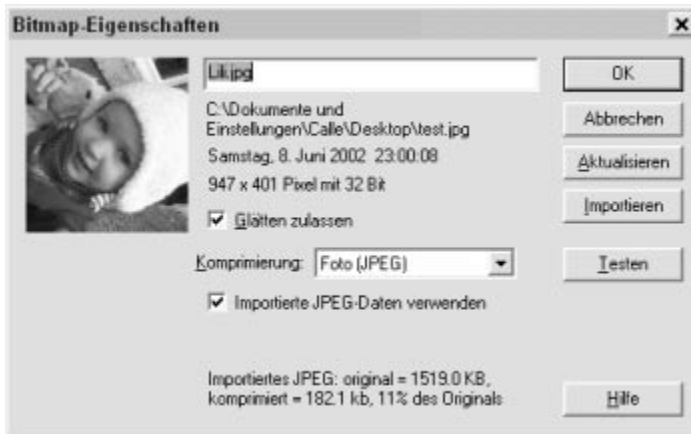 Bitmap-Eigenschaften
Lili.jpg
OK
C:\Dokumente und
Einstellungen\Calle\Desktop\test.jpg
Abbrechen
Samstag, 8. Juni 2002 23:00:08
Aktualisieren
947 x 401 Pixel mit 32 Bit
Importieren
Glätten zulassen
Komprimierung: Foto (JPEG)
Testen
Importierte JPEG-Daten verwenden
Importiertes JPEG: original = 1519.0 KB,
komprimiert = 182.1 kb, 11% des Originals
Hilfe